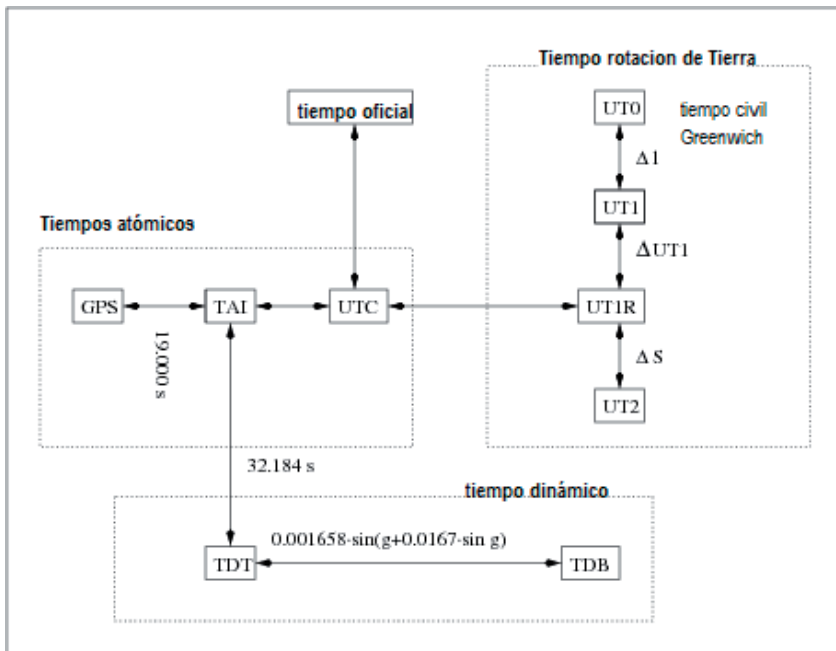 Tiempo rotacion de Tierra
tiempo oficial
UT0
tiempo civil
Greenwich
Δ1
UT1
Tiempos atómicos
ΔUT1
GPS
TAI
UTC
UT1R
19.000 s
ΔS
UT2
32.184 s
tiempo dinámico
0.001658·sin(g+0.0167·sin g)
TDT
TDB